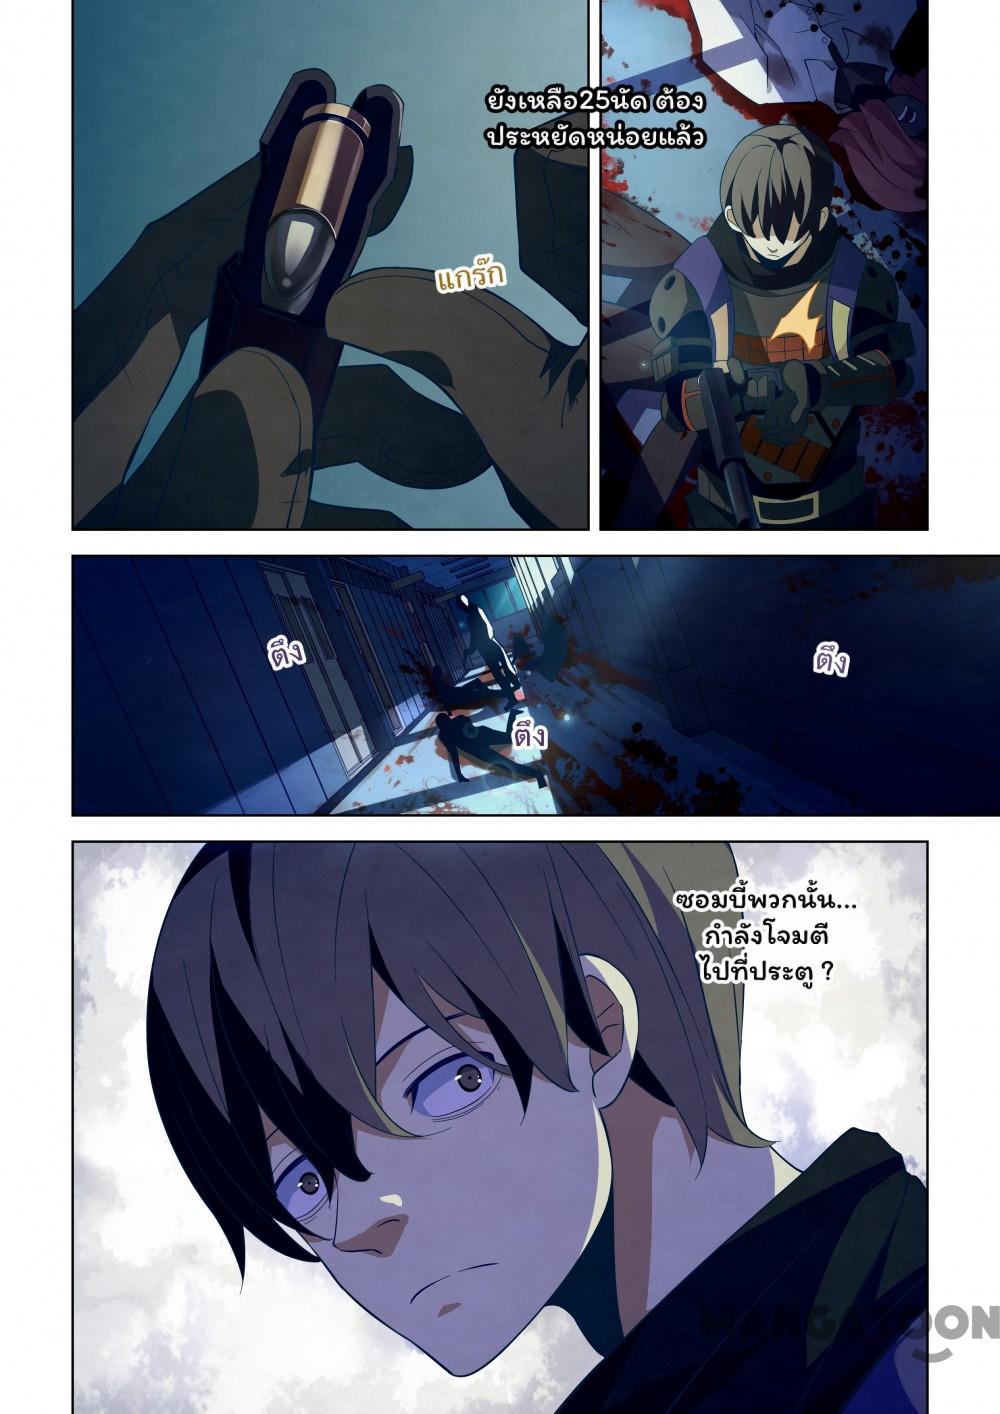 ยังเหลือ25นัด ต้อง
ประหยัดหน่อยแล้ว
แกร๊ก
ตึง
ตึง
ตึง
ซอมบี้พวกนั้น...
กำลังโจมตี
ไปที่ประตู ?
MANGATOON